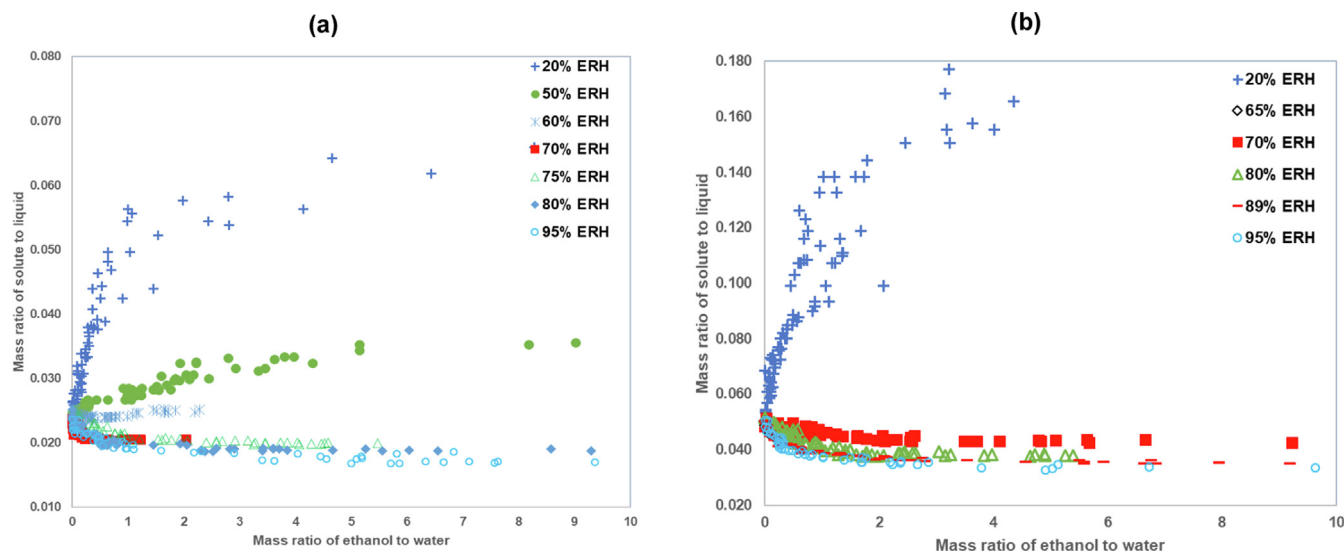 (a)
0.080
0.070
0.060
0.050
0.040
0.030
0.020
0.010
Mass ratio of solute to liquid
0 1 2 3 4 5 6 7 8 9 10
Mass ratio of ethanol to water
20% ERH
50% ERH
60% ERH
70% ERH
75% ERH
80% ERH
95% ERH
(b)
0.180
0.160
0.140
0.120
0.100
0.080
0.060
0.040
0.020
Mass ratio of solute to liquid
0 2 4 6 8 10
Mass ratio of ethanol to water
20% ERH
65% ERH
70% ERH
80% ERH
89% ERH
95% ERH